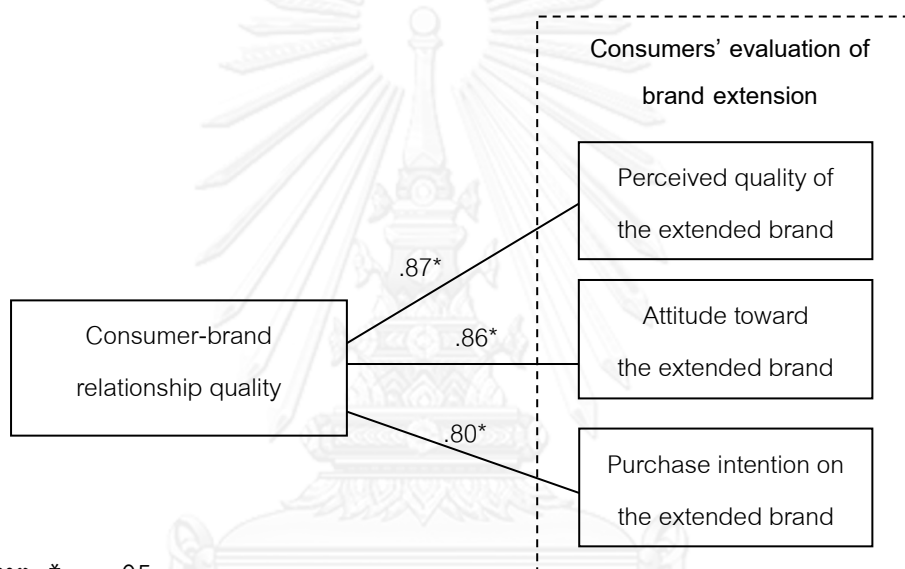 Consumers’ evaluation of
brand extension
Perceived quality of
the extended brand
.87*
Consumer-brand
relationship quality
.86*
Attitude toward
the extended brand
.80*
Purchase intention on
the extended brand